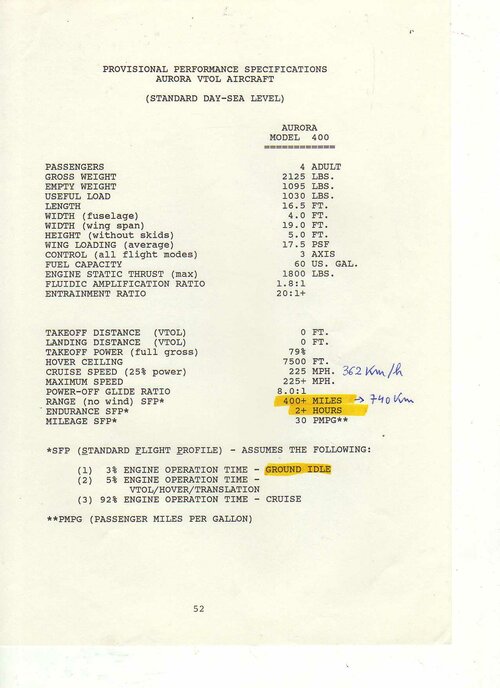 PROVISIONAL PERFORMANCE SPECIFICATIONS
AURORA VTOL AIRCRAFT
(STANDARD DAY-SEA LEVEL)
AURORA
MODEL 400
============
PASSENGERS 4 ADULT
GROSS WEIGHT 2125 LBS.
EMPTY WEIGHT 1095 LBS.
USEFUL LOAD 1030 LBS.
LENGTH 16.5 FT.
WIDTH (fuselage) 4.0 FT.
WIDTH (wing span) 19.0 FT.
HEIGHT (without skids) 5.0 FT.
WING LOADING (average) 17.5 PSF
CONTROL (all flight modes) 3 AXIS
FUEL CAPACITY 60 US. GAL.
ENGINE STATIC THRUST (max) 1800 LBS.
FLUIDIC AMPLIFICATION RATIO 1.8:1
ENTRAINMENT RATIO 20:1+
TAKEOFF DISTANCE (VTOL) 0 FT.
LANDING DISTANCE (VTOL) 0 FT.
TAKEOFF POWER (full gross) 79%
HOVER CEILING 7500 FT.
CRUISE SPEED (25% power) 225 MPH. 362 Km/h
MAXIMUM SPEED 225+ MPH.
POWER-OFF GLIDE RATIO 8.0:1
RANGE (no wind) SFP* 400+ MILES → 740 Km
ENDURANCE SFP* 2+ HOURS
MILEAGE SFP* 30 PMPG**
*SFP (STANDARD FLIGHT PROFILE) - ASSUMES THE FOLLOWING:
(1) 3% ENGINE OPERATION TIME - GROUND IDLE
(2) 5% ENGINE OPERATION TIME -
VTOL/HOVER/TRANSLATION
(3) 92% ENGINE OPERATION TIME - CRUISE
**PMPG (PASSENGER MILES PER GALLON)
52